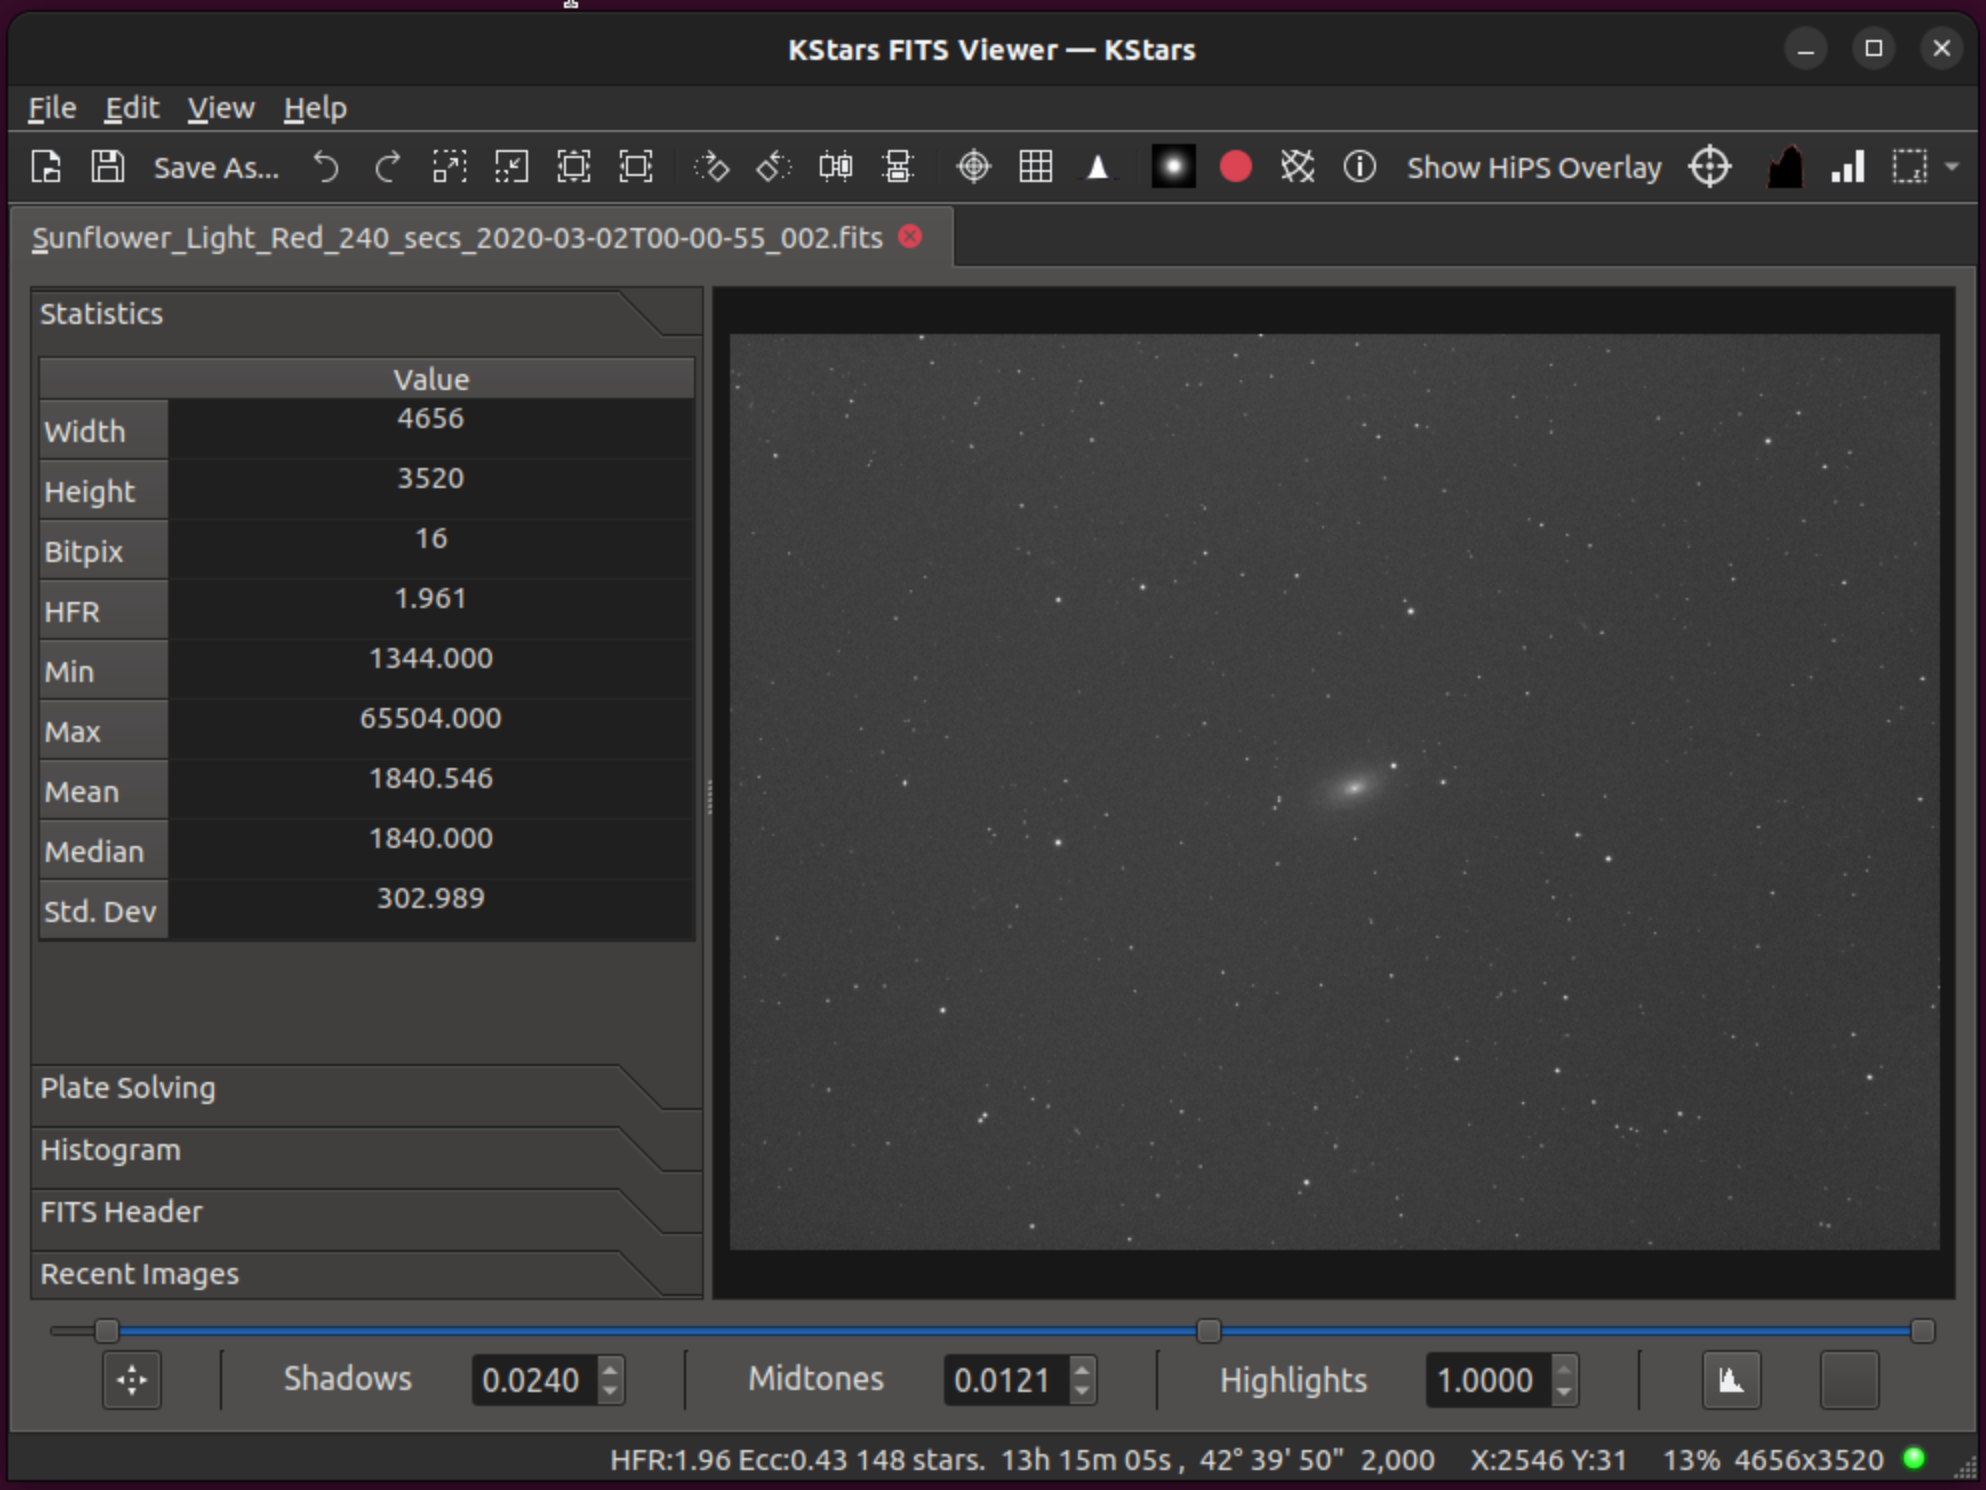 KStars FITS Viewer — KStars
File Edit View Help
Save As... Show HiPS Overlay
Sunflower_Light_Red_240_secs_2020-03-02T00-00-55_002.fits
Statistics
Value
Width 4656
Height 3520
Bitpix 16
HFR 1.961
Min 1344.000
Max 65504.000
Mean 1840.546
Median 1840.000
Std. Dev 302.989
Plate Solving
Histogram
FITS Header
Recent Images
Shadows 0.0240 Midtones 0.0121 Highlights 1.0000
HFR:1.96 Ecc:0.43 148 stars. 13h 15m 05s , 42° 39' 50" 2,000 X:2546 Y:31 13% 4656x3520